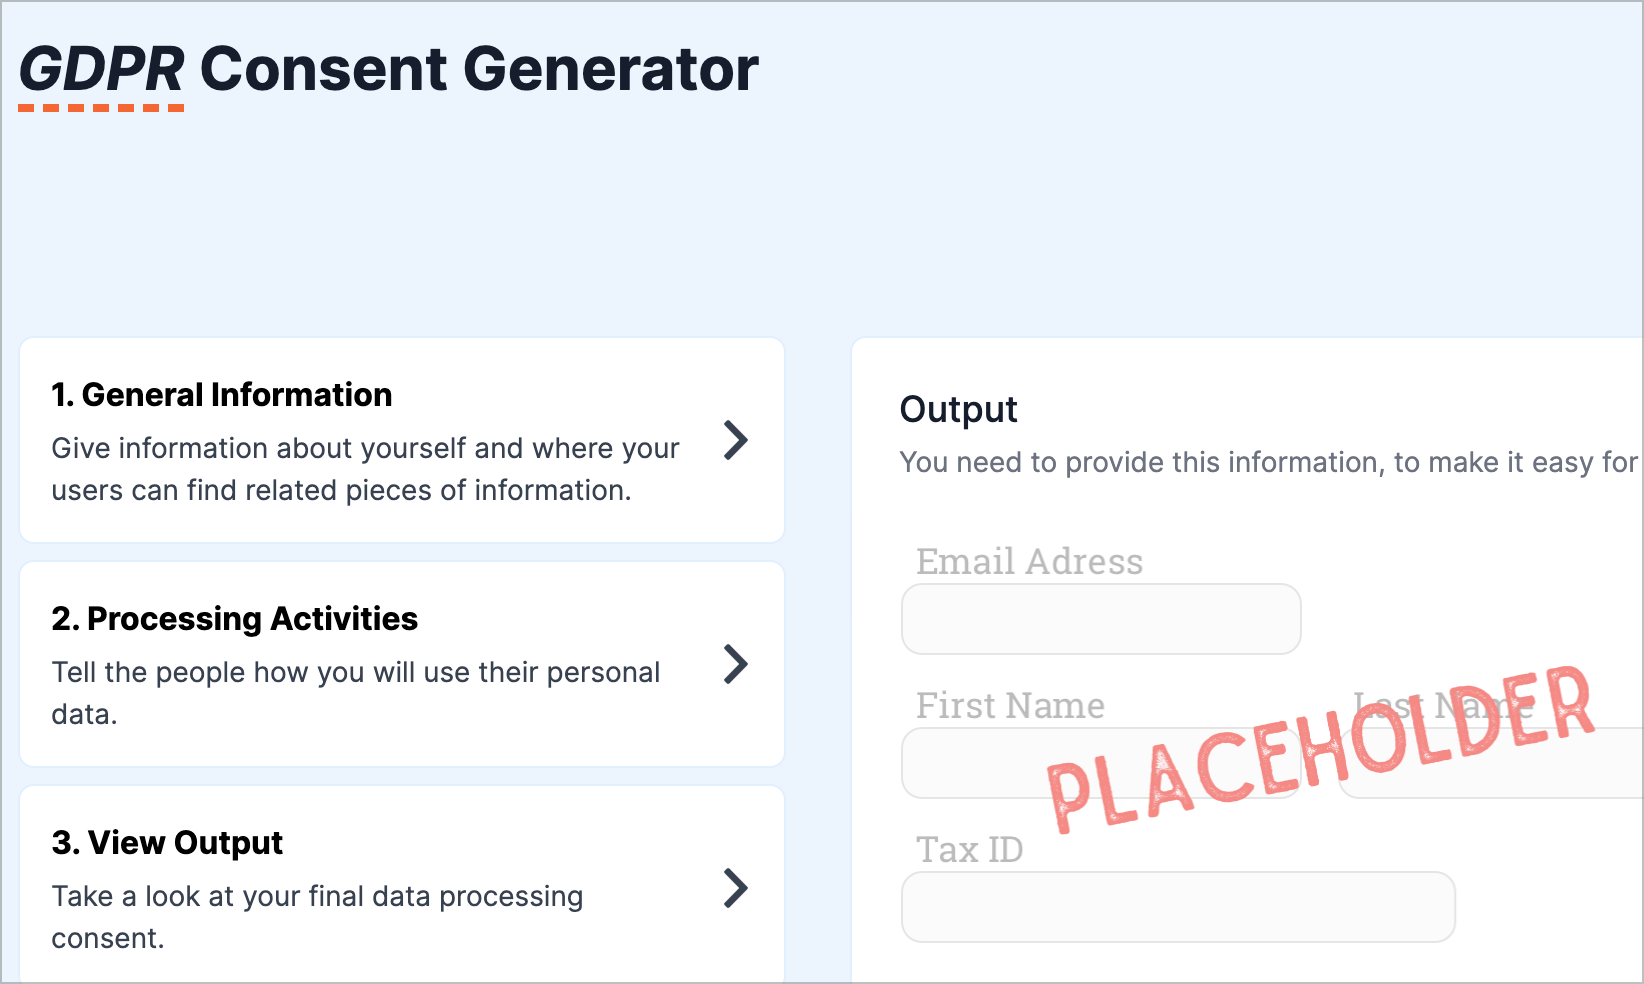 GDPR Consent Generator
1. General Information
Give information about yourself and where your
users can find related pieces of information.
2. Processing Activities
Tell the people how you will use their personal
data.
3. View Output
Take a look at your final data processing
consent.
Output
You need to provide this information, to make it easy for
Email Adress
First Name
Last Name
PLACEHOLDER
Tax ID